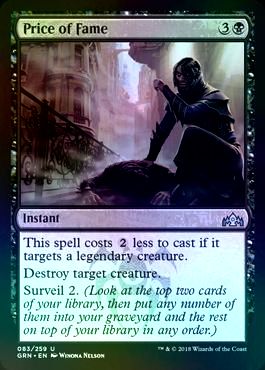 Price of Fame 3
Instant
This spell costs 2 less to cast if it
targets a legendary creature.
Destroy target creature.
Surveil 2. (Look at the top two cards
of your library, then put any number of
them into your graveyard and the rest
on top of your library in any order.)
083/259 U
GRN • EN Winona Nelson
™ & © 2018 Wizards of the Coast